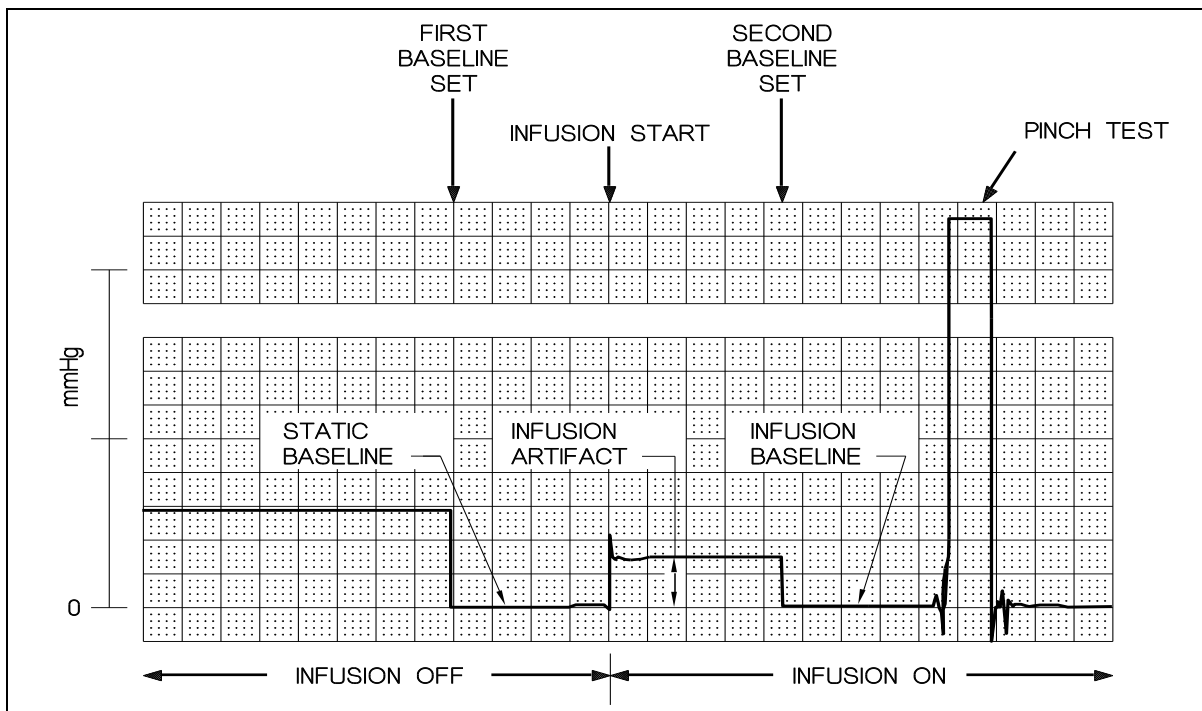 FIRST
BASELINE
SET
SECOND
BASELINE
SET
INFUSION START
PINCH TEST
mmHg
STATIC
BASELINE
INFUSION
ARTIFACT
INFUSION
BASELINE
0
INFUSION OFF
INFUSION ON